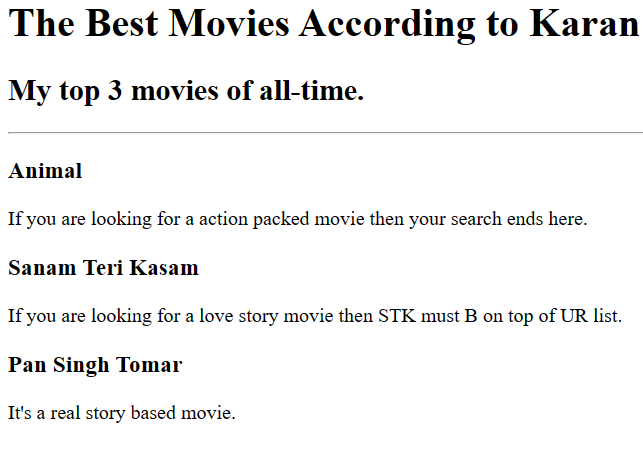 The Best Movies According to Karan
My top 3 movies of all-time.
Animal
If you are looking for a action packed movie then your search ends here.
Sanam Teri Kasam
If you are looking for a love story movie then STK must B on top of UR list.
Pan Singh Tomar
It's a real story based movie.